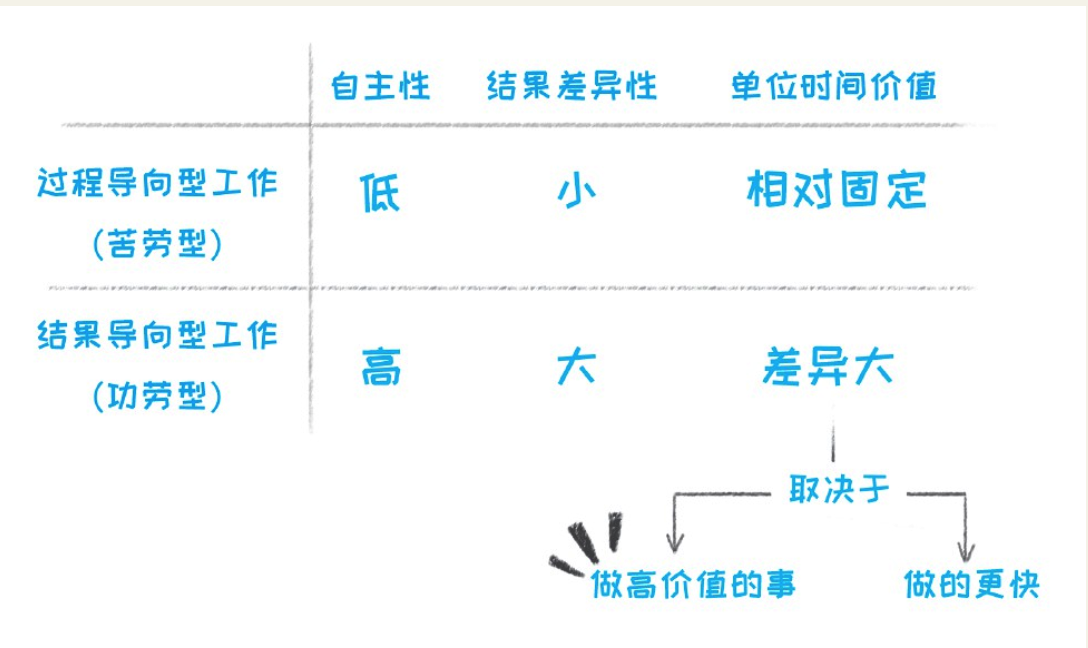 自主性 结果差异性 单位时间价值
过程导向型工作 低 小 相对固定
(苦劳型)
结果导向型工作 高 大 差异大
(功劳型)
取决于
做高价值的事 做的更快